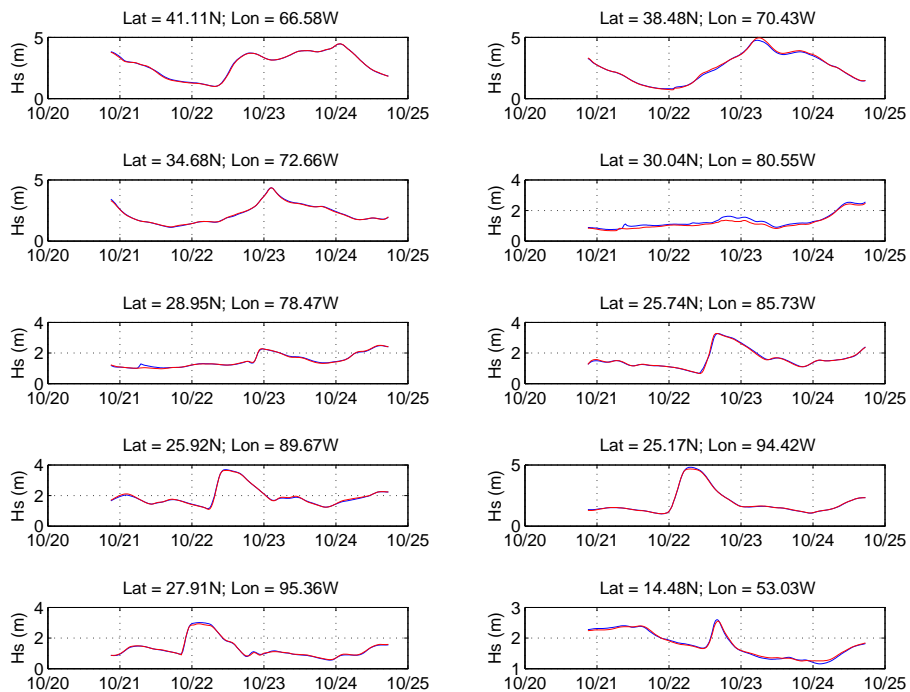 Lat = 41.11N; Lon = 66.58W
5
Hs (m)
0
10/20 10/21 10/22 10/23 10/24 10/25
Lat = 38.48N; Lon = 70.43W
5
0
10/20 10/21 10/22 10/23 10/24 10/25
Lat = 34.68N; Lon = 72.66W
5
Hs (m)
0
10/20 10/21 10/22 10/23 10/24 10/25
Lat = 30.04N; Lon = 80.55W
4
2
0
10/20 10/21 10/22 10/23 10/24 10/25
Lat = 28.95N; Lon = 78.47W
4
Hs (m)
2
0
10/20 10/21 10/22 10/23 10/24 10/25
Lat = 25.74N; Lon = 85.73W
4
2
0
10/20 10/21 10/22 10/23 10/24 10/25
Lat = 25.92N; Lon = 89.67W
4
Hs (m)
2
0
10/20 10/21 10/22 10/23 10/24 10/25
Lat = 25.17N; Lon = 94.42W
5
0
10/20 10/21 10/22 10/23 10/24 10/25
Lat = 27.91N; Lon = 95.36W
4
Hs (m)
2
0
10/20 10/21 10/22 10/23 10/24 10/25
Lat = 14.48N; Lon = 53.03W
3
2
1
10/20 10/21 10/22 10/23 10/24 10/25